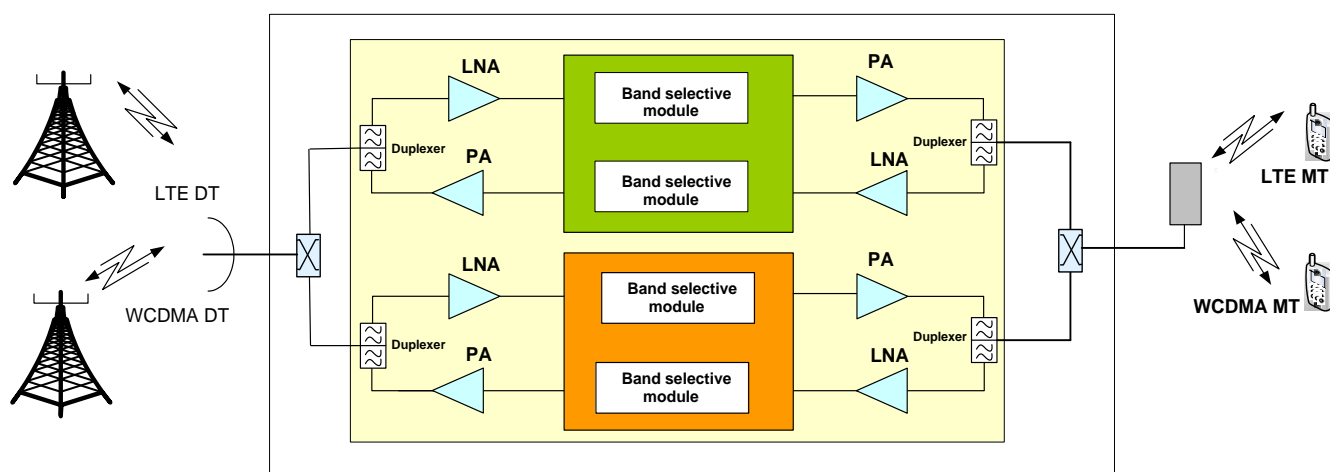 LNA
PA
Band selective
module
Duplexer
Duplexer
PA
LNA
Band selective
module
LTE DT
LTE MT
WCDMA DT
WCDMA MT
LNA
PA
Band selective
module
Duplexer
Duplexer
PA
LNA
Band selective
module